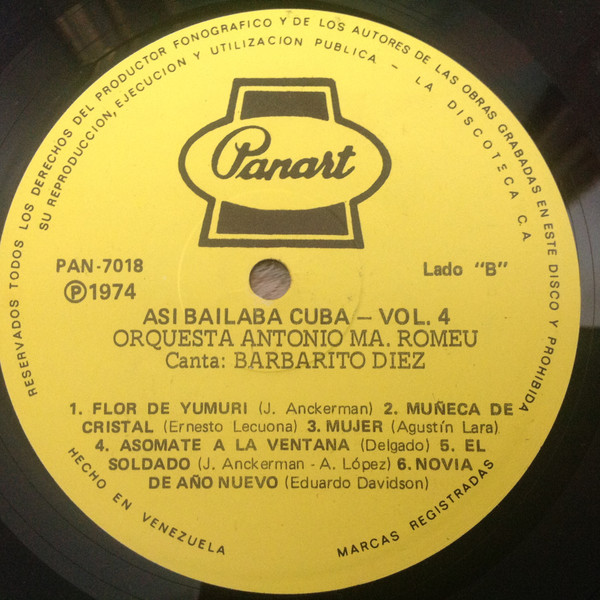 RESERVADOS TODOS LOS DERECHOS DEL PRODUCTOR FONOGRAFICO Y DE LOS AUTORES DE LAS OBRAS GRABADAS EN ESTE DISCO Y PROHIBIDA
SU REPRODUCCION, EJECUCION Y UTILIZACION PUBLICA - LA DISCOTECA C.A.
Panart
PAN-7018
Lado "B"
Ⓟ1974
ASI BAILABA CUBA – VOL. 4
ORQUESTA ANTONIO MA. ROMEU
Canta: BARBARITO DIEZ
1. FLOR DE YUMURI (J. Anckerman) 2. MUÑECA DE
CRISTAL (Ernesto Lecuona) 3. MUJER (Agustín Lara)
4. ASOMATE A LA VENTANA (Delgado) 5. EL
SOLDADO (J. Anckerman - A. López) 6. NOVIA
DE AÑO NUEVO (Eduardo Davidson)
HECHO EN VENEZUELA
MARCAS REGISTRADAS